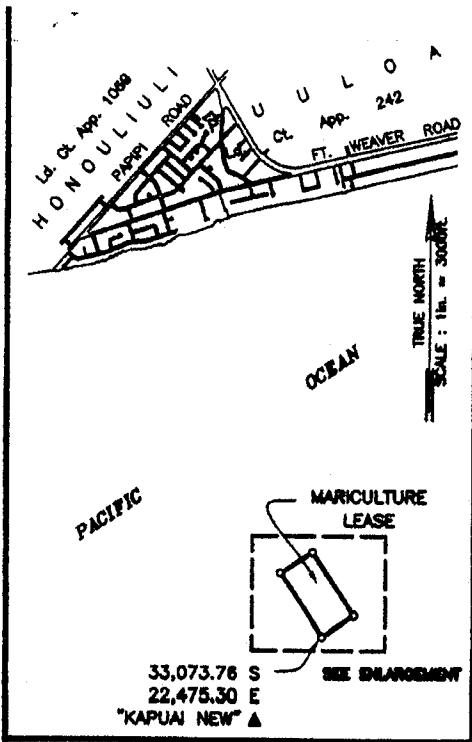 Ld. Ct. App. 1069
HONOULIULI
PAPIPI ROAD
PUULOA
Ct. App. 242
FT. WEAVER ROAD
TRUE NORTH
SCALE : 1in. = 3000ft.
OCEAN
PACIFIC
MARICULTURE
LEASE
33,073.76 S
22,475.30 E
"KAPUAI NEW"
SEE ENLARGEMENT